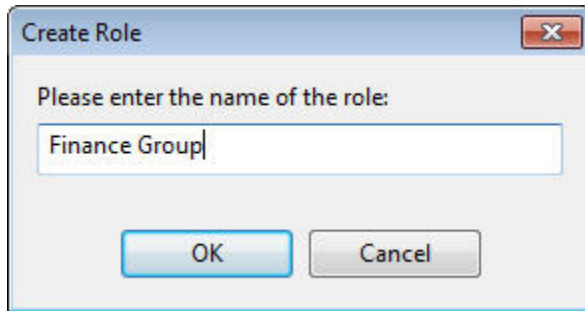 Create Role
Please enter the name of the role:
Finance Group
OK
Cancel